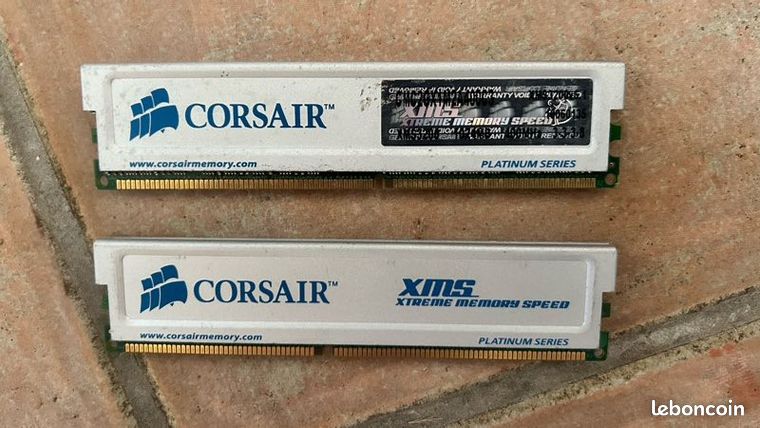 CORSAIR™
XMS
XTREME MEMORY SPEED
www.corsairmemory.com
PLATINUM SERIES
CORSAIR™
XMS
XTREME MEMORY SPEED
www.corsairmemory.com
PLATINUM SERIES
leboncoin